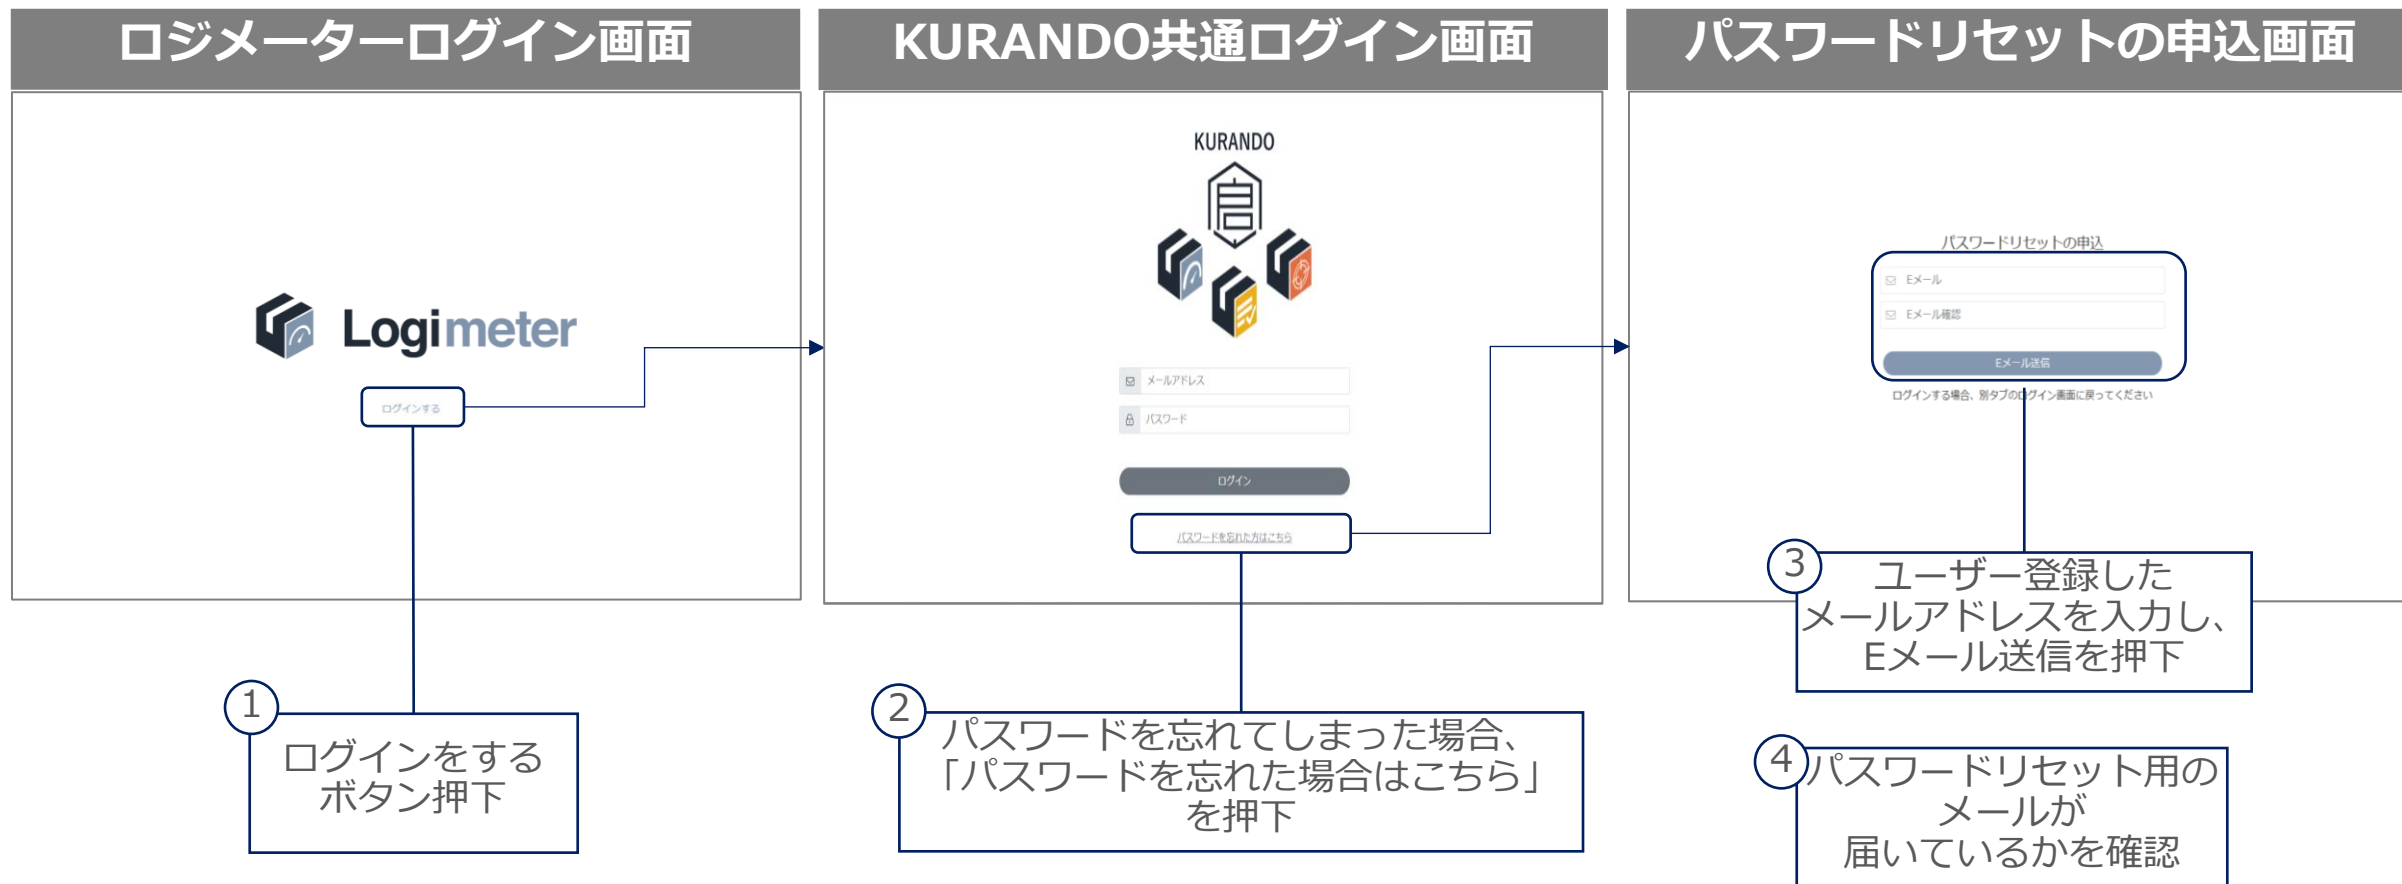 ロジメーターログイン画面
KURANDO共通ログイン画面
パスワードリセットの申込画面
Logimeter
ログインする
1
ログインをする
ボタン押下
KURANDO
メールアドレス
パスワード
ログイン
パスワードを忘れた方はこちら
2
パスワードを忘れてしまった場合、
「パスワードを忘れた場合はこちら」
を押下
パスワードリセットの申込
Eメール
Eメール確認
Eメール送信
ログインする場合、別タブのログイン画面に戻ってください
3
ユーザー登録した
メールアドレスを入力し、
Eメール送信を押下
4
パスワードリセット用の
メールが
届いているかを確認